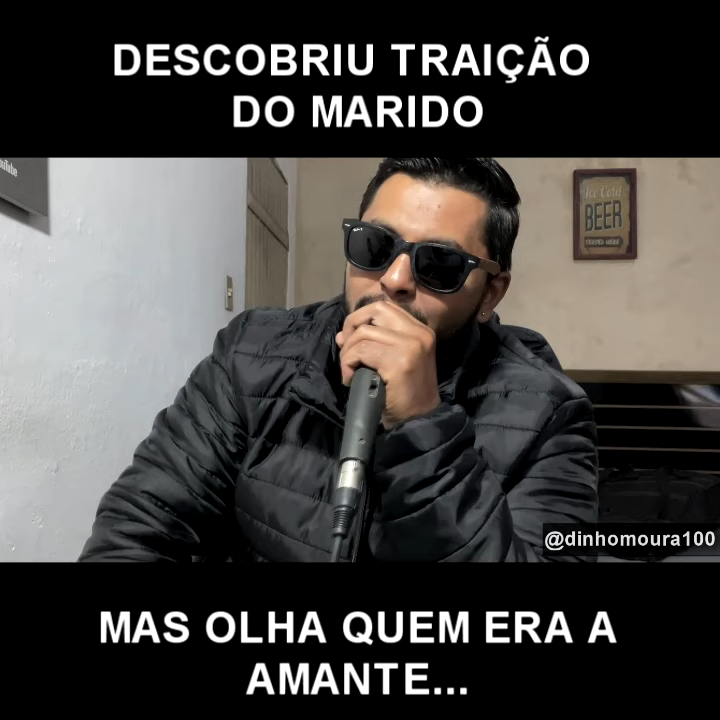 DESCOBRIU TRAIÇÃO
DO MARIDO
Ice Cold
BEER
@dinhomoura100
MAS OLHA QUEM ERA A
AMANTE...